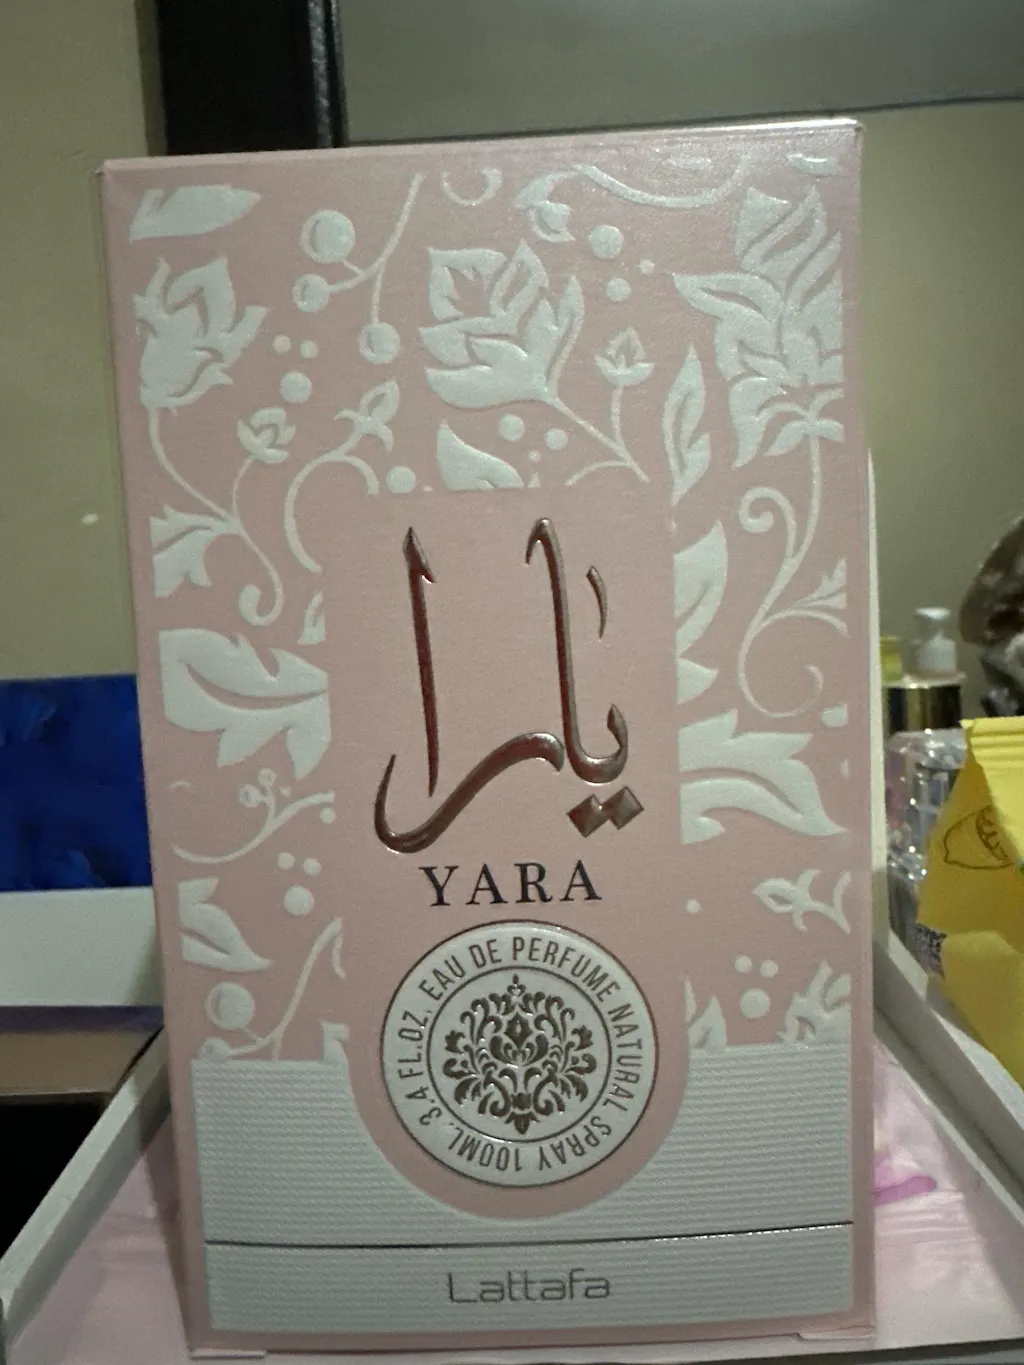 يارا
YARA
EAU DE PERFUME NATURAL SPRAY 100ML. 3.4 FL.OZ.
Lattafa